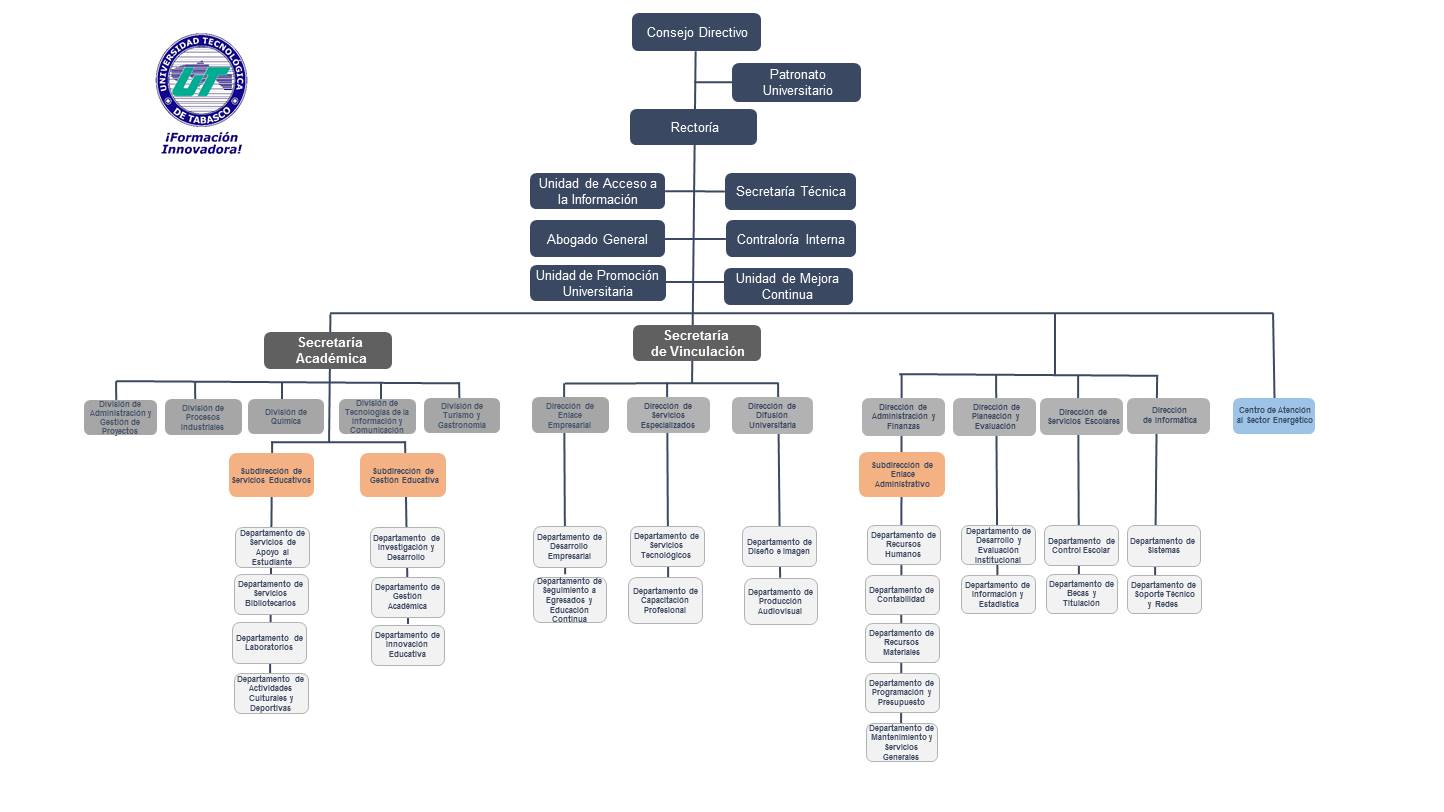 UNIVERSIDAD TECNOLÓGICA
UT
DE TABASCO
¡Formación
Innovadora!
Consejo Directivo
Patronato
Universitario
Rectoría
Unidad de Acceso a
la Información
Secretaría Técnica
Abogado General
Contraloría Interna
Unidad de Promoción
Universitaria
Unidad de Mejora
Continua
Secretaría
Académica
Secretaría
de Vinculación
División de
Administración y
Gestión de
Proyectos
División de
Procesos
Industriales
División de
Química
División de
Tecnologías de la
Información y
Comunicación
División de
Turismo y
Gastronomía
Dirección de
Enlace
Empresarial
Dirección de
Servicios
Especializados
Dirección de
Difusión
Universitaria
Dirección de
Administración y
Finanzas
Dirección de
Planeación y
Evaluación
Dirección de
Servicios Escolares
Dirección
de Informática
Centro de Atención
al Sector Energético
Subdirección de
Servicios Educativos
Subdirección de
Gestión Educativa
Subdirección de
Enlace
Administrativo
Departamento de
Servicios de
Apoyo al
Estudiante
Departamento de
Investigación y
Desarrollo
Departamento de
Desarrollo
Empresarial
Departamento de
Servicios
Tecnológicos
Departamento de
Diseño e Imagen
Departamento de
Recursos
Humanos
Departamento de
Desarrollo y
Evaluación
Institucional
Departamento de
Control Escolar
Departamento de
Sistemas
Departamento de
Servicios
Bibliotecarios
Departamento de
Gestión
Académica
Departamento de
Seguimiento a
Egresados y
Educación
Continua
Departamento de
Capacitación
Profesional
Departamento de
Producción
Audiovisual
Departamento de
Contabilidad
Departamento de
Información y
Estadística
Departamento de
Becas y
Titulación
Departamento de
Soporte Técnico
y Redes
Departamento de
Laboratorios
Departamento de
Innovación
Educativa
Departamento de
Recursos
Materiales
Departamento de
Actividades
Culturales y
Deportivas
Departamento de
Programación y
Presupuesto
Departamento de
Mantenimiento y
Servicios
Generales